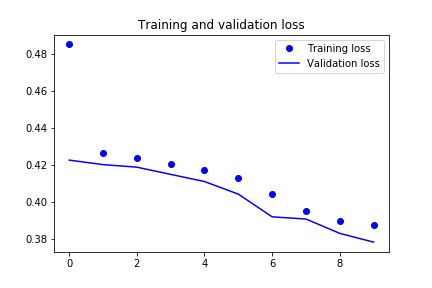 Training and validation loss
Training loss
Validation loss
0.48
0.46
0.44
0.42
0.40
0.38
0 2 4 6 8